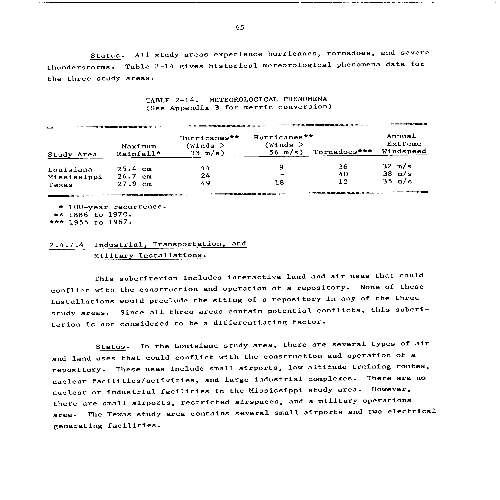 65
Status. All study areas experience hurricanes, tornadoes, and severe
thunderstorms. Table 2-14 gives historical meteorological phenomena data for
the three study areas.
TABLE 2-14. METEOROLOGICAL PHENOMENA
(See Appendix B for metric conversion)
Hurricanes** Hurricanes** Annual
Maximum (Winds > (Winds > Extreme
Study Area Rainfall* 33 m/s) 56 m/s) Tornadoes*** Windspeed
Louisiana 25.4 cm 44 9 36 32 m/s
Mississippi 26.7 cm 24 - 40 38 m/s
Texas 27.9 cm 49 18 12 35 m/s
* 100-year recurrence.
** 1886 to 1970.
*** 1955 to 1967.
Industrial, Transportation, and
Military Installations.
This subcriterion includes interactive land and air uses that could
conflict with the construction and operation of a repository. None of these
installations would preclude the siting of a repository in any of the three
study areas. Since all three areas contain potential conflicts, this subcri-
terion is not considered to be a differentiating factor.
Status. In the Louisiana study area, there are several types of air
and land uses that could conflict with the construction and operation of a
repository. These uses include small airports, low altitude training routes,
nuclear facilities/activities, and large industrial complexes. There are no
nuclear or industrial facilities in the Mississippi study area. However,
there are small airports, restricted airspaces, and a military operations
area. The Texas study area contains several small airports and two electrical
generating facilities.